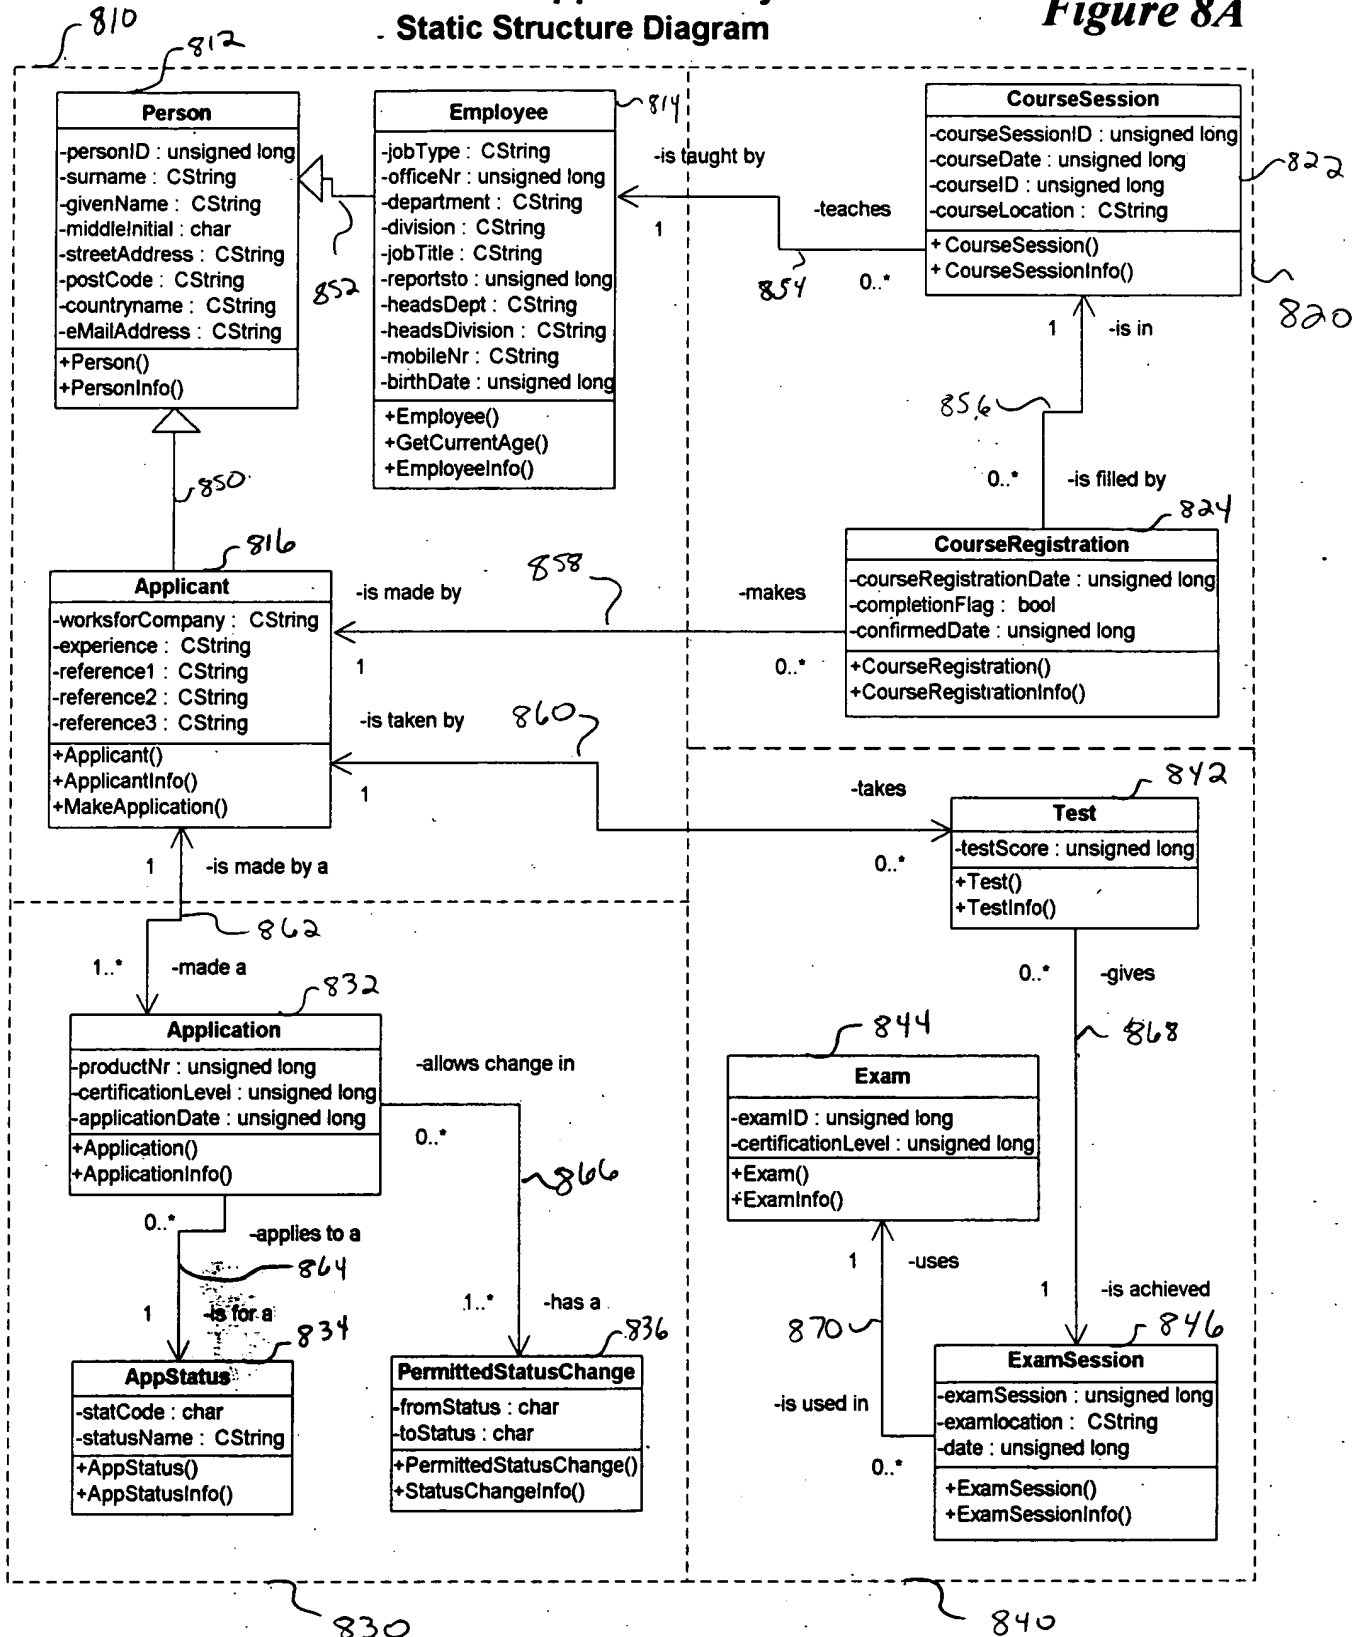 Static Structure Diagram
Figure 8A
810
812
Person
-personID : unsigned long
-surname : CString
-givenName : CString
-middleInitial : char
-streetAddress : CString
-postCode : CString
-countryname : CString
-eMailAddress : CString
+Person()
+PersonInfo()
Employee
814
-jobType : CString
-officeNr : unsigned long
-department : CString
-division : CString
-jobTitle : CString
-reportsto : unsigned long
-headsDept : CString
-headsDivision : CString
-mobileNr : CString
-birthDate : unsigned long
+Employee()
+GetCurrentAge()
+EmployeeInfo()
852
-is taught by
1
-teaches
854
0..*
CourseSession
-courseSessionID : unsigned long
-courseDate : unsigned long
-courseID : unsigned long
-courseLocation : CString
+ CourseSession()
+ CourseSessionInfo()
822
820
1
-is in
856
0..*
-is filled by
824
850
816
Applicant
-worksforCompany : CString
-experience : CString
-reference1 : CString
-reference2 : CString
-reference3 : CString
+Applicant()
+ApplicantInfo()
+MakeApplication()
-is made by
858
-makes
1
0..*
CourseRegistration
-courseRegistrationDate : unsigned long
-completionFlag : bool
-confirmedDate : unsigned long
+CourseRegistration()
+CourseRegistrationInfo()
-is taken by
860
1
-takes
0..*
842
Test
-testScore : unsigned long
+Test()
+TestInfo()
1
-is made by a
862
1..*
-made a
832
Application
-productNr : unsigned long
-certificationLevel : unsigned long
-applicationDate : unsigned long
+Application()
+ApplicationInfo()
-allows change in
0..*
866
0..*
-applies to a
864
1
-is for a
834
1..*
-has a
836
AppStatus
-statCode : char
-statusName : CString
+AppStatus()
+AppStatusInfo()
PermittedStatusChange
-fromStatus : char
-toStatus : char
+PermittedStatusChange()
+StatusChangeInfo()
0..*
-gives
868
844
Exam
-examID : unsigned long
-certificationLevel : unsigned long
+Exam()
+ExamInfo()
1
-uses
870
1
-is achieved
846
-is used in
0..*
ExamSession
-examSession : unsigned long
-examlocation : CString
-date : unsigned long
+ExamSession()
+ExamSessionInfo()
830
840